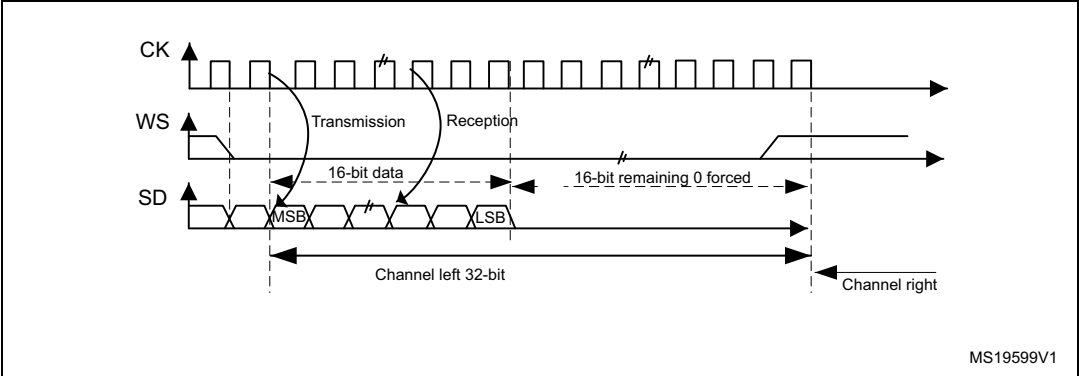 CK
WS
Transmission
Reception
16-bit data
16-bit remaining 0 forced
SD
MSB
LSB
Channel left 32-bit
Channel right
MS19599V1